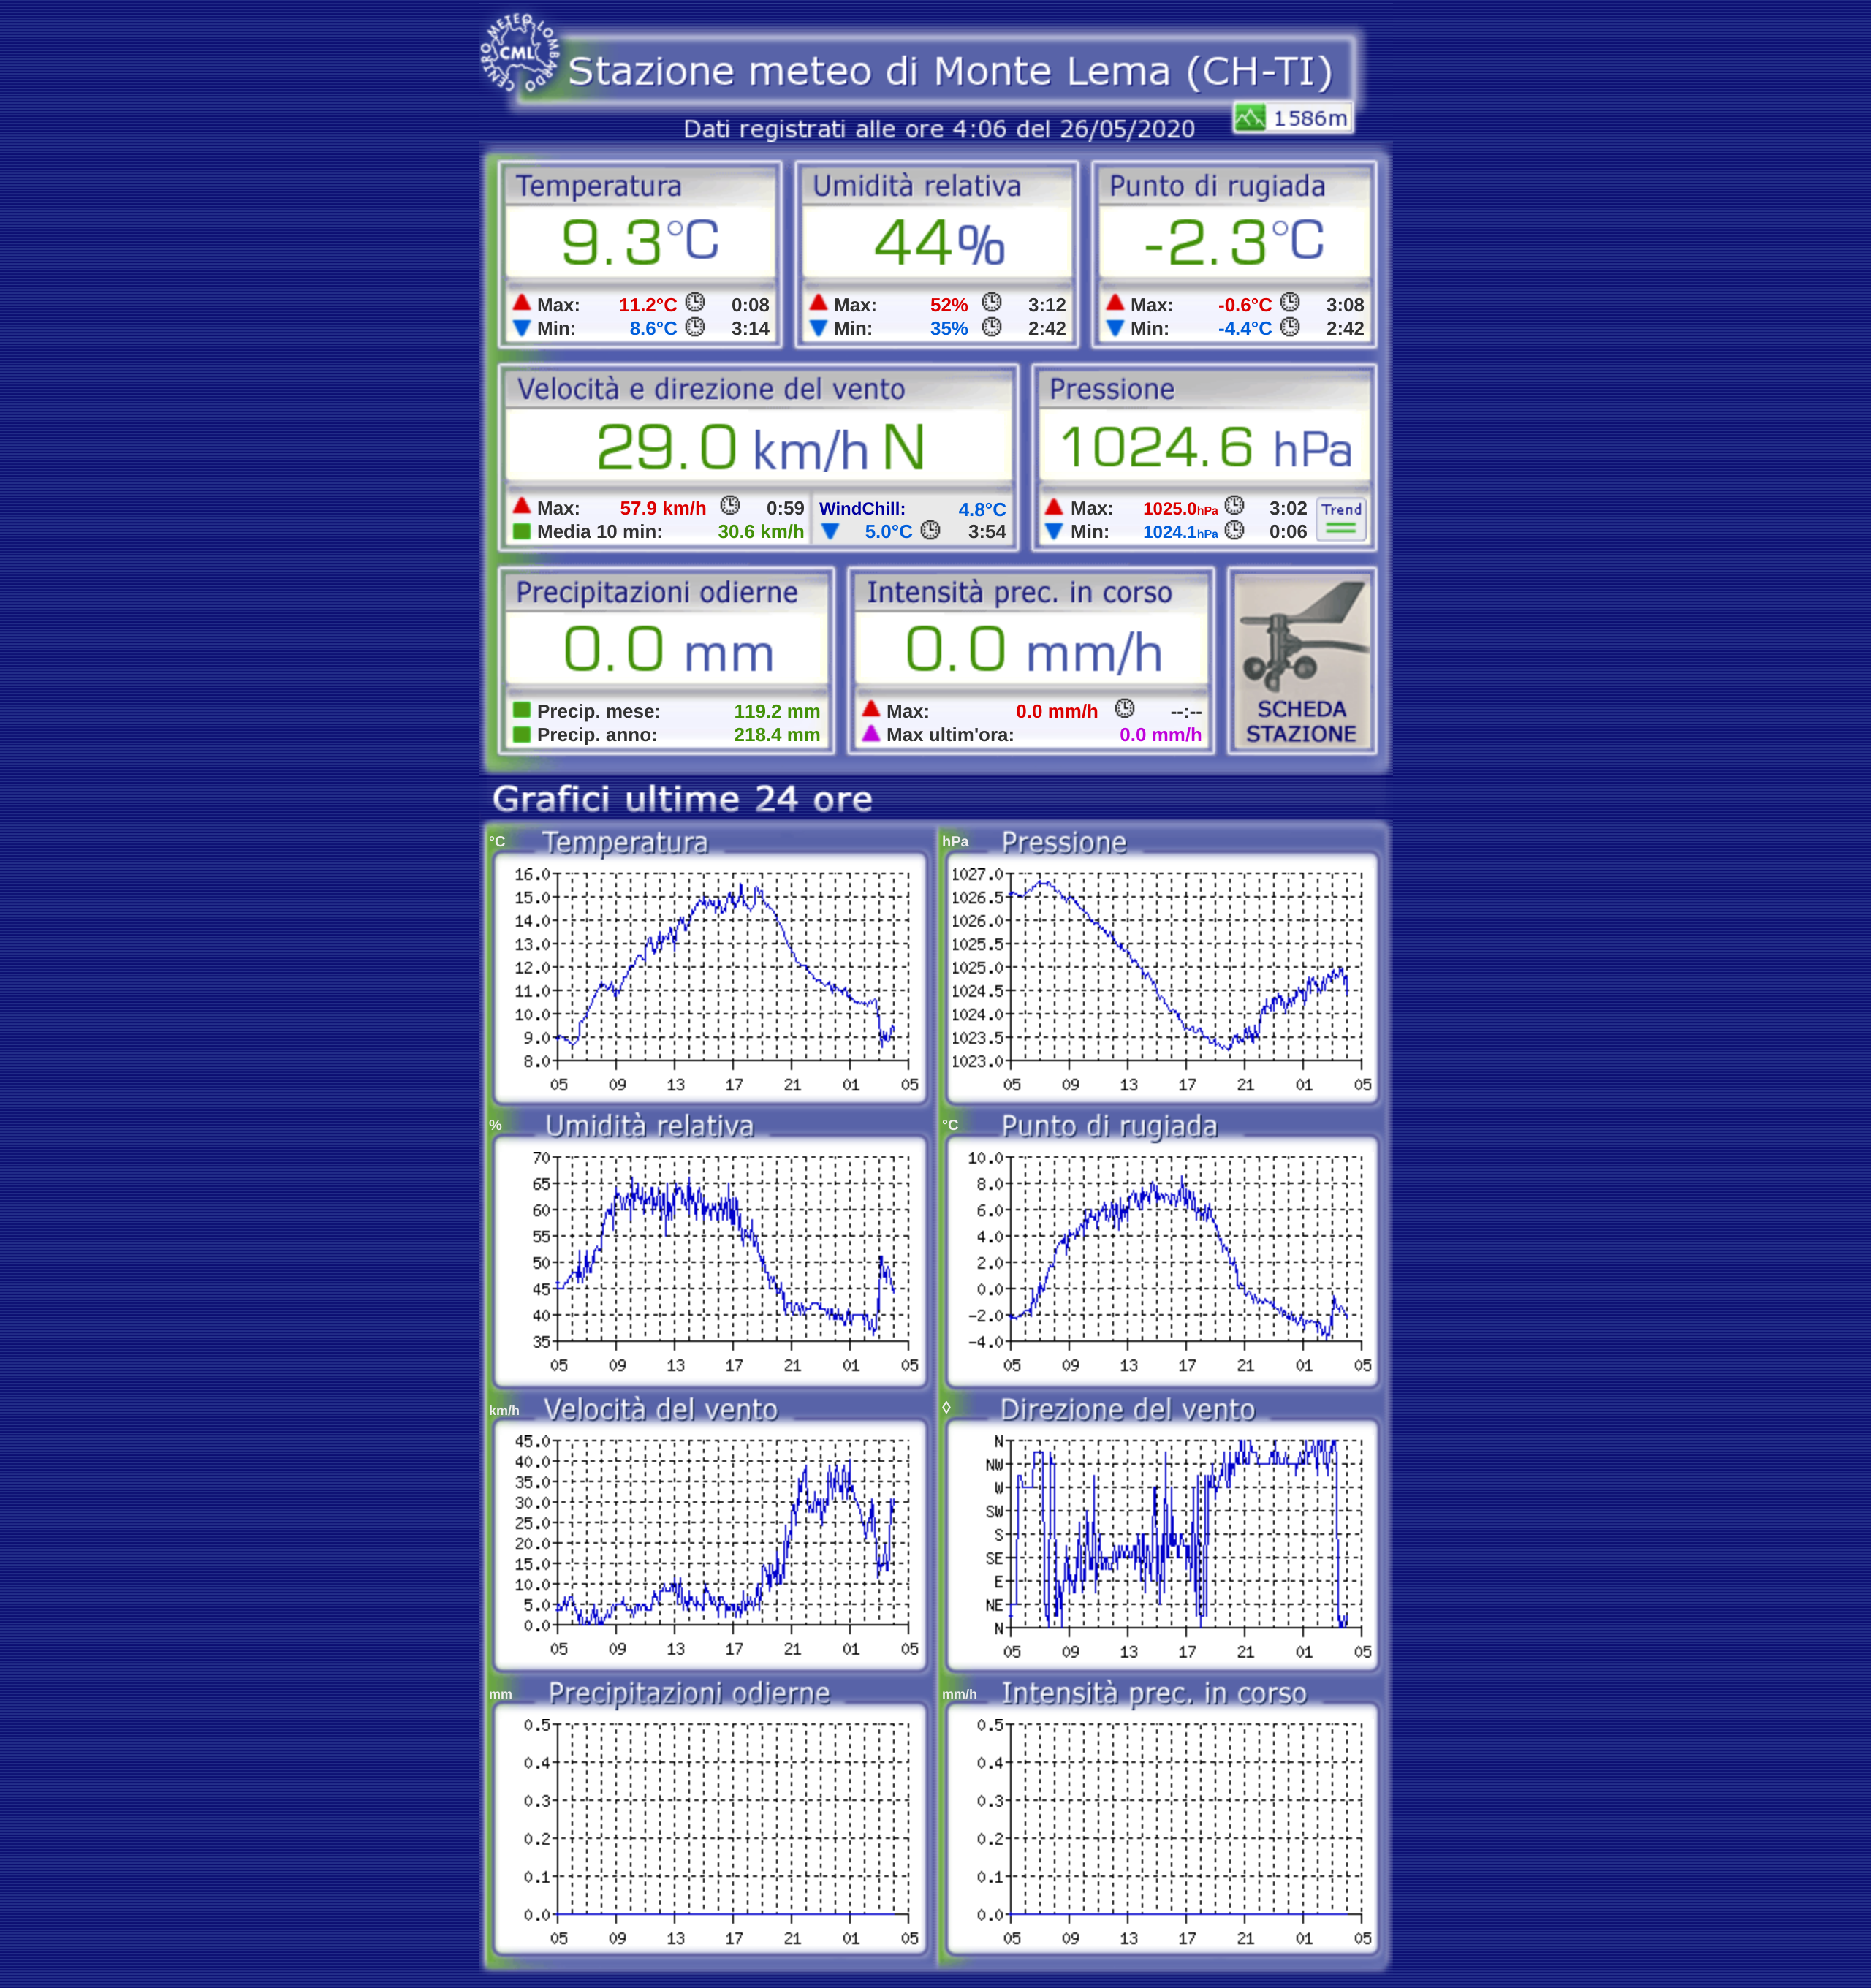 CENTRO METEO LOMBARDO
CML
Stazione meteo di Monte Lema (CH-TI)
1586m
Dati registrati alle ore 4:06 del 26/05/2020
Temperatura
9.3°C
Max: 11.2°C 0:08
Min: 8.6°C 3:14
Umidità relativa
44%
Max: 52% 3:12
Min: 35% 2:42
Punto di rugiada
-2.3°C
Max: -0.6°C 3:08
Min: -4.4°C 2:42
Velocità e direzione del vento
29.0 km/h N
Max: 57.9 km/h 0:59
Media 10 min: 30.6 km/h
WindChill: 4.8°C
5.0°C 3:54
Pressione
1024.6 hPa
Max: 1025.0hPa 3:02
Min: 1024.1hPa 0:06
Trend
Precipitazioni odierne
0.0 mm
Precip. mese: 119.2 mm
Precip. anno: 218.4 mm
Intensità prec. in corso
0.0 mm/h
Max: 0.0 mm/h --:--
Max ultim'ora: 0.0 mm/h
SCHEDA
STAZIONE
Grafici ultime 24 ore
°C Temperatura
16.0
15.0
14.0
13.0
12.0
11.0
10.0
9.0
8.0
05 09 13 17 21 01 05
hPa Pressione
1027.0
1026.5
1026.0
1025.5
1025.0
1024.5
1024.0
1023.5
1023.0
05 09 13 17 21 01 05
% Umidità relativa
70
65
60
55
50
45
40
35
05 09 13 17 21 01 05
°C Punto di rugiada
10.0
8.0
6.0
4.0
2.0
0.0
-2.0
-4.0
05 09 13 17 21 01 05
km/h Velocità del vento
45.0
40.0
35.0
30.0
25.0
20.0
15.0
10.0
5.0
0.0
05 09 13 17 21 01 05
◊ Direzione del vento
N
NW
W
SW
S
SE
E
NE
N
05 09 13 17 21 01 05
mm Precipitazioni odierne
0.5
0.4
0.3
0.2
0.1
0.0
05 09 13 17 21 01 05
mm/h Intensità prec. in corso
0.5
0.4
0.3
0.2
0.1
0.0
05 09 13 17 21 01 05